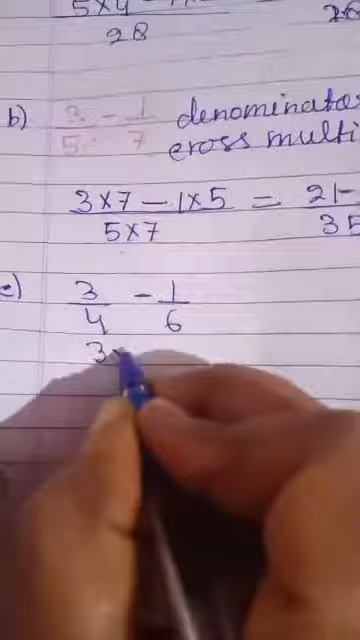 5×4
28
b) 3/5 - 1/7 denominato
cross multi
3×7 - 1×5 / 5×7 = 21- / 35
c) 3/4 - 1/6
3×